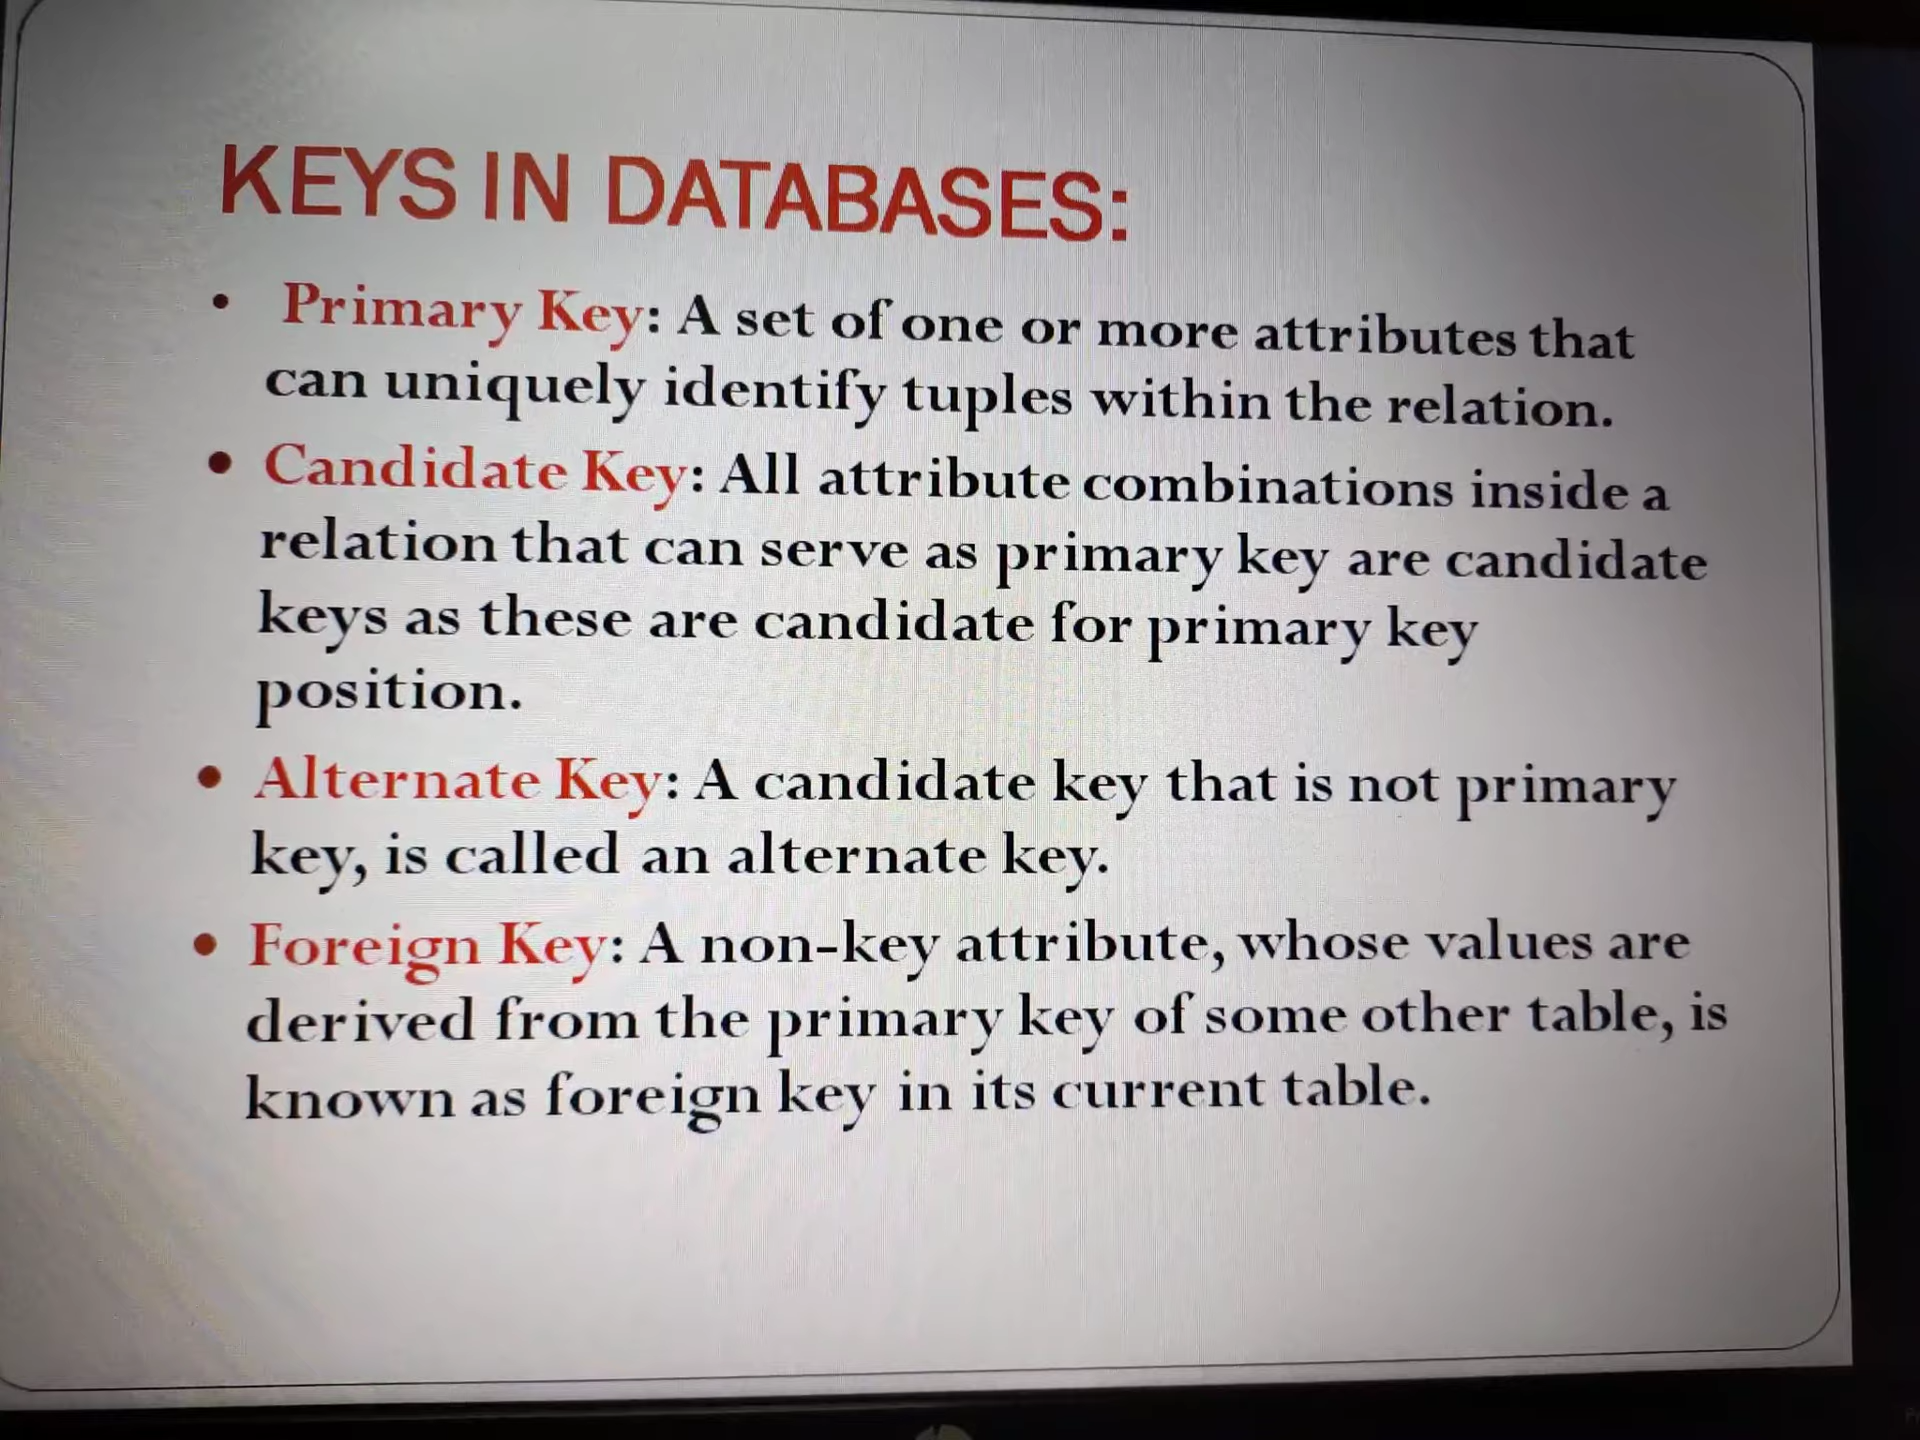 KEYS IN DATABASES:
• Primary Key: A set of one or more attributes that
can uniquely identify tuples within the relation.
• Candidate Key: All attribute combinations inside a
relation that can serve as primary key are candidate
keys as these are candidate for primary key
position.
• Alternate Key: A candidate key that is not primary
key, is called an alternate key.
• Foreign Key: A non-key attribute, whose values are
derived from the primary key of some other table, is
known as foreign key in its current table.